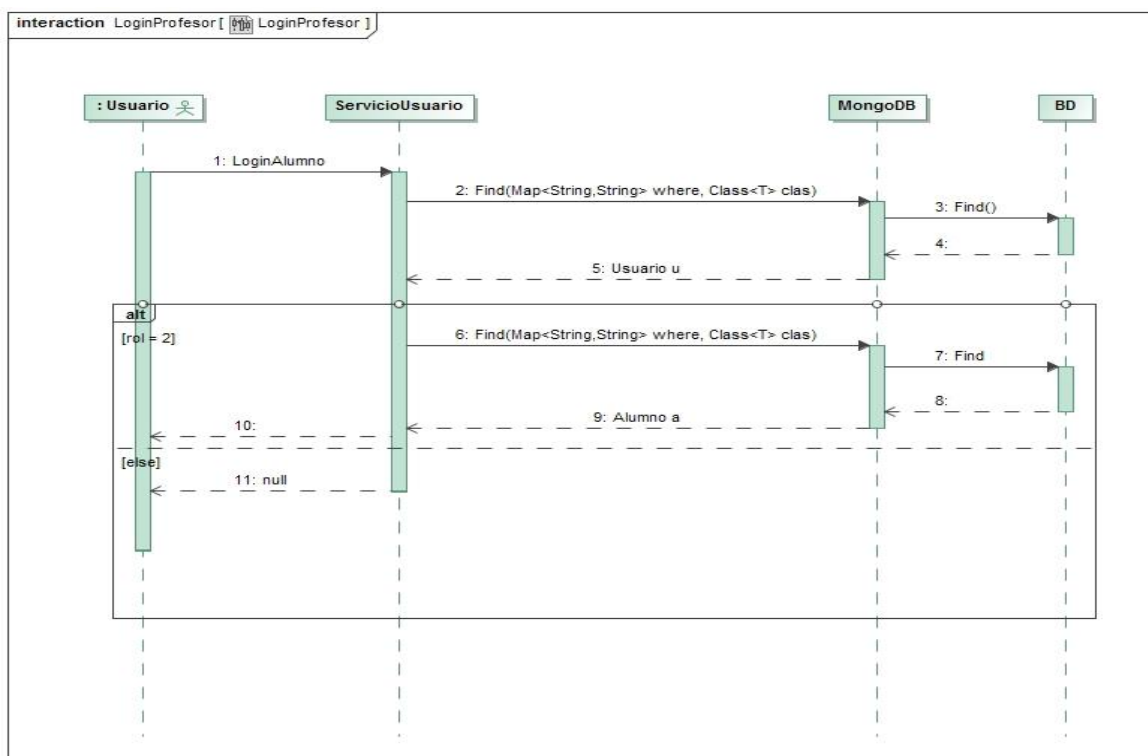 interaction LoginProfesor [ LoginProfesor ]
: Usuario
ServicioUsuario
MongoDB
BD
1: LoginAlumno
2: Find(Map<String,String> where, Class<T> clas)
3: Find()
4:
5: Usuario u
alt
[rol = 2]
6: Find(Map<String,String> where, Class<T> clas)
7: Find
8:
9: Alumno a
10:
[else]
11: null